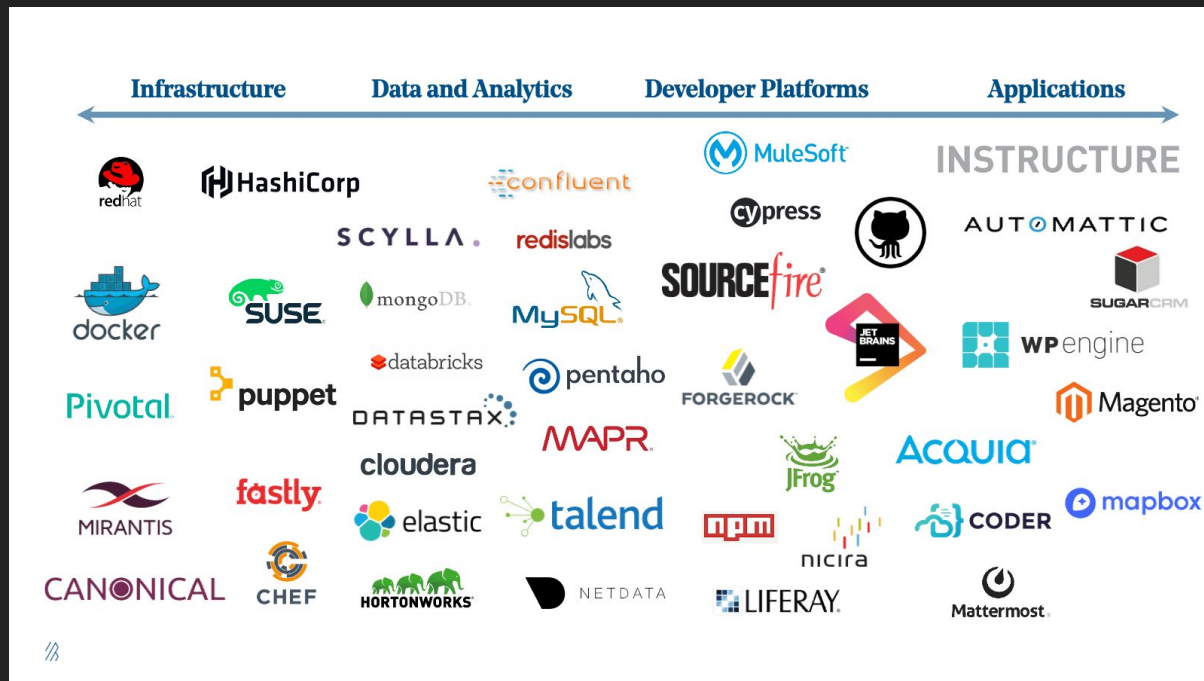 Infrastructure
Data and Analytics
Developer Platforms
Applications
redhat
HashiCorp
confluent
MuleSoft
INSTRUCTURE
SCYLLA.
redislabs
cypress
AUTOMATTIC
docker
SUSE
mongoDB
MySQL
SOURCEfire
JET
BRAINS
SUGARCRM
databricks
pentaho
WPengine
Pivotal
puppet
DATASTAX
FORGEROCK
Magento
MAPR
cloudera
JFrog
ACQUIA
MIRANTIS
fastly
elastic
talend
npm
nicira
CODER
mapbox
CANONICAL
CHEF
HORTONWORKS
NETDATA
LIFERAY
Mattermost